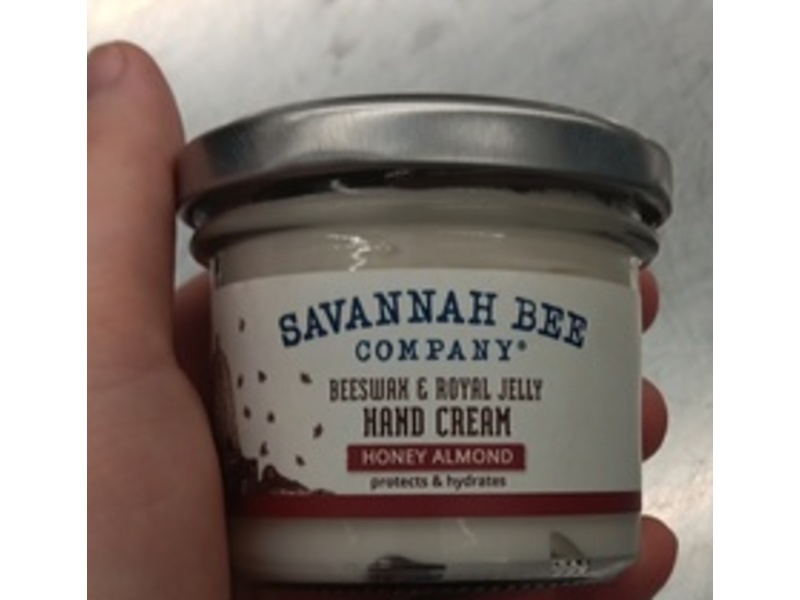 SAVANNAH BEE
COMPANY®
BEESWAX & ROYAL JELLY
HAND CREAM
HONEY ALMOND
protects & hydrates